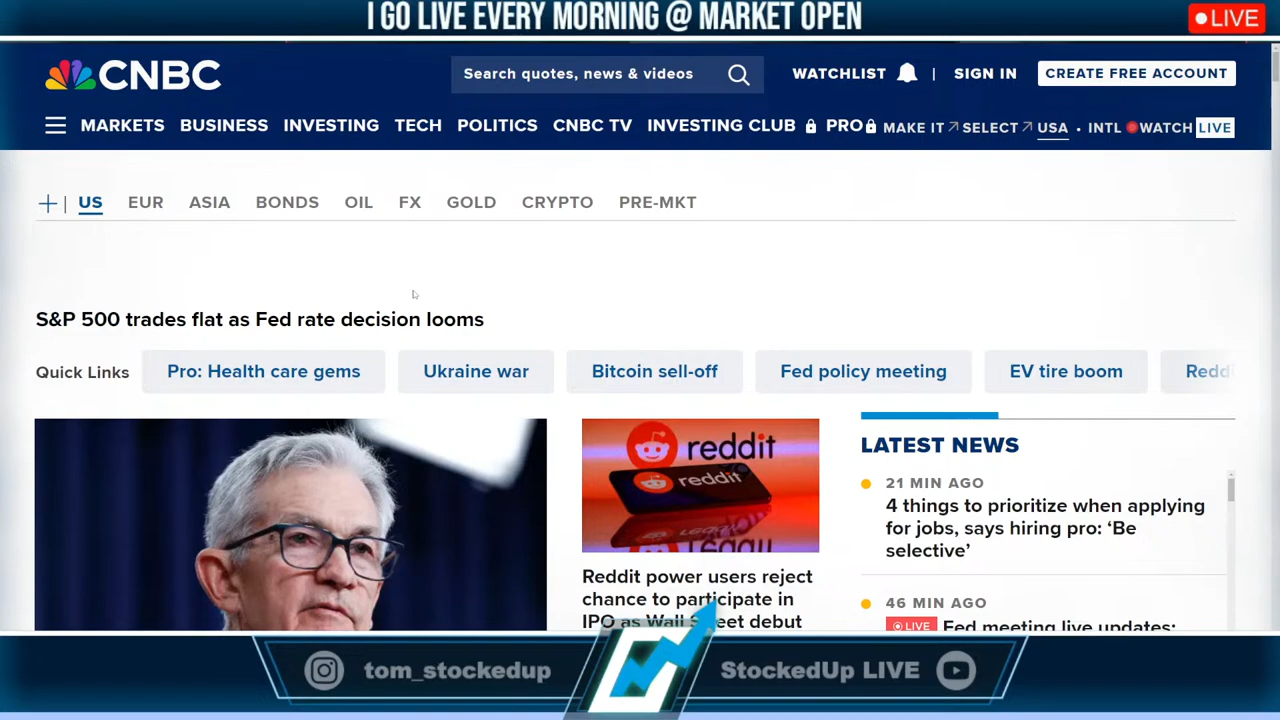 I GO LIVE EVERY MORNING @ MARKET OPEN
LIVE
CNBC
Search quotes, news & videos
WATCHLIST | SIGN IN CREATE FREE ACCOUNT
MARKETS BUSINESS INVESTING TECH POLITICS CNBC TV INVESTING CLUB PRO MAKE IT SELECT USA • INTL WATCH LIVE
+ | US EUR ASIA BONDS OIL FX GOLD CRYPTO PRE-MKT
S&P 500 trades flat as Fed rate decision looms
Quick Links Pro: Health care gems Ukraine war Bitcoin sell-off Fed policy meeting EV tire boom
reddit
reddit
Reddit power users reject
chance to participate in
IPO as Wall Street debut
LATEST NEWS
21 MIN AGO
4 things to prioritize when applying
for jobs, says hiring pro: ‘Be
selective’
46 MIN AGO
LIVE Fed meeting live updates:
tom_stockedup
StockedUp LIVE